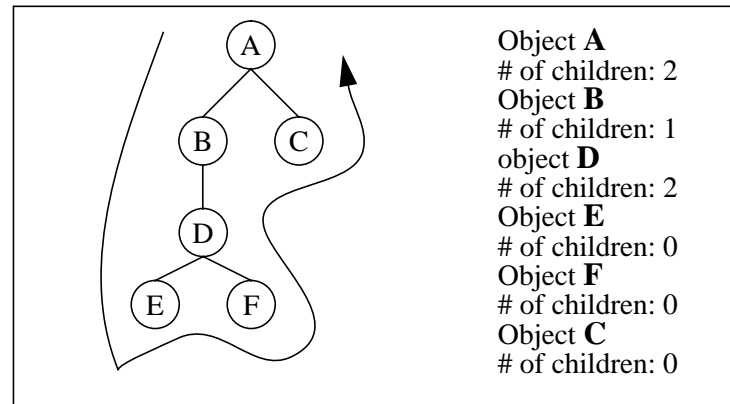 A
B
C
D
E
F
Object A
# of children: 2
Object B
# of children: 1
object D
# of children: 2
Object E
# of children: 0
Object F
# of children: 0
Object C
# of children: 0